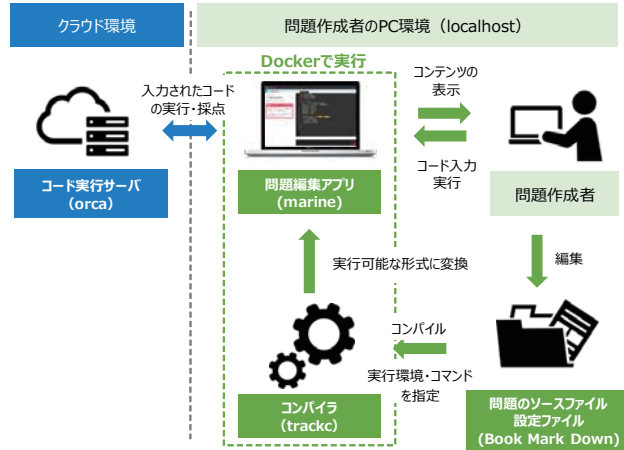 クラウド環境
問題作成者のPC環境（localhost）
Dockerで実行
入力されたコード
の実行・採点
コンテンツの
表示
コード入力
実行
コード実行サーバ
（orca）
問題編集アプリ
（marine）
問題作成者
実行可能な形式に変換
編集
コンパイル
実行環境・コマンド
を指定
コンパイラ
（trackc）
問題のソースファイル
設定ファイル
（Book Mark Down）